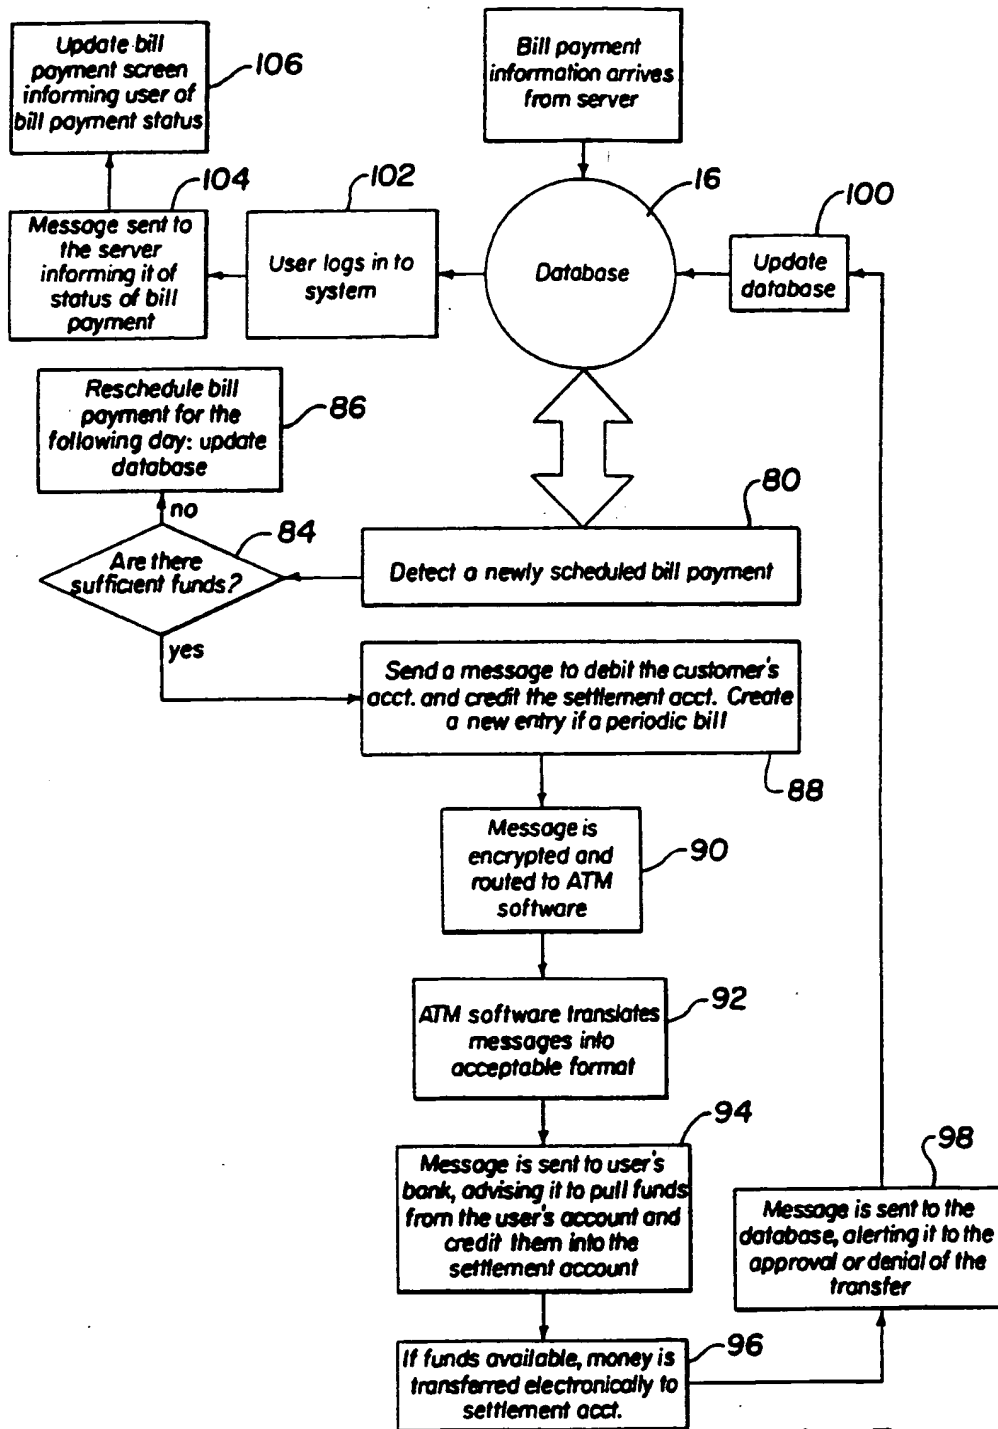 Update bill
payment screen
informing user of
bill payment status
106
Bill payment
information arrives
from server
104
Message sent to
the server
informing it of
status of bill
payment
102
User logs in to
system
16
Database
100
Update
database
Reschedule bill
payment for the
following day: update
database
86
no
84
Are there
sufficient funds?
yes
80
Detect a newly scheduled bill payment
Send a message to debit the customer's
acct. and credit the settlement acct. Create
a new entry if a periodic bill
88
Message is
encrypted and
routed to ATM
software
90
ATM software translates
messages into
acceptable format
92
94
Message is sent to user's
bank, advising it to pull funds
from the user's account and
credit them into the
settlement account
98
Message is sent to the
database, alerting it to the
approval or denial of the
transfer
If funds available, money is
transferred electronically to
settlement acct.
96